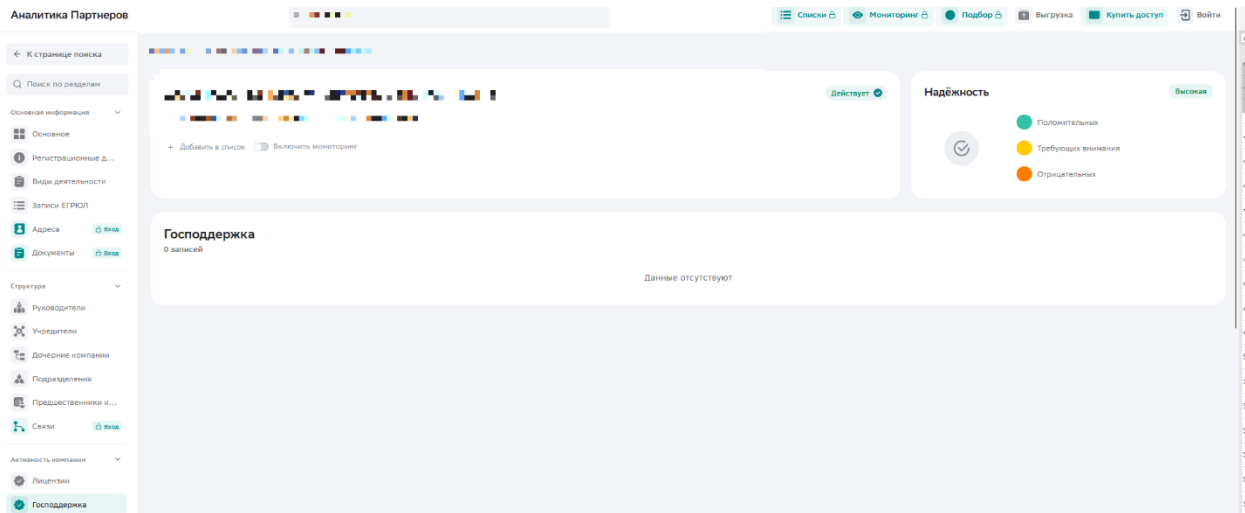 Аналитика Партнеров
Списки
Мониторинг
Подбор
Выгрузка
Купить доступ
Войти
К странице поиска
Поиск по разделам
Основная информация
Основное
Регистрационные д...
Виды деятельности
Записи ЕГРЮЛ
Адреса
Вход
Документы
Вход
Структура
Руководители
Учредители
Дочерние компании
Подразделения
Предшественники и...
Связи
Вход
Активность компании
Лицензии
Господдержка
Действует
+ Добавить в список
Включить мониторинг
Надёжность
Высокая
Положительных
Требующих внимания
Отрицательных
Господдержка
0 записей
Данные отсутствуют